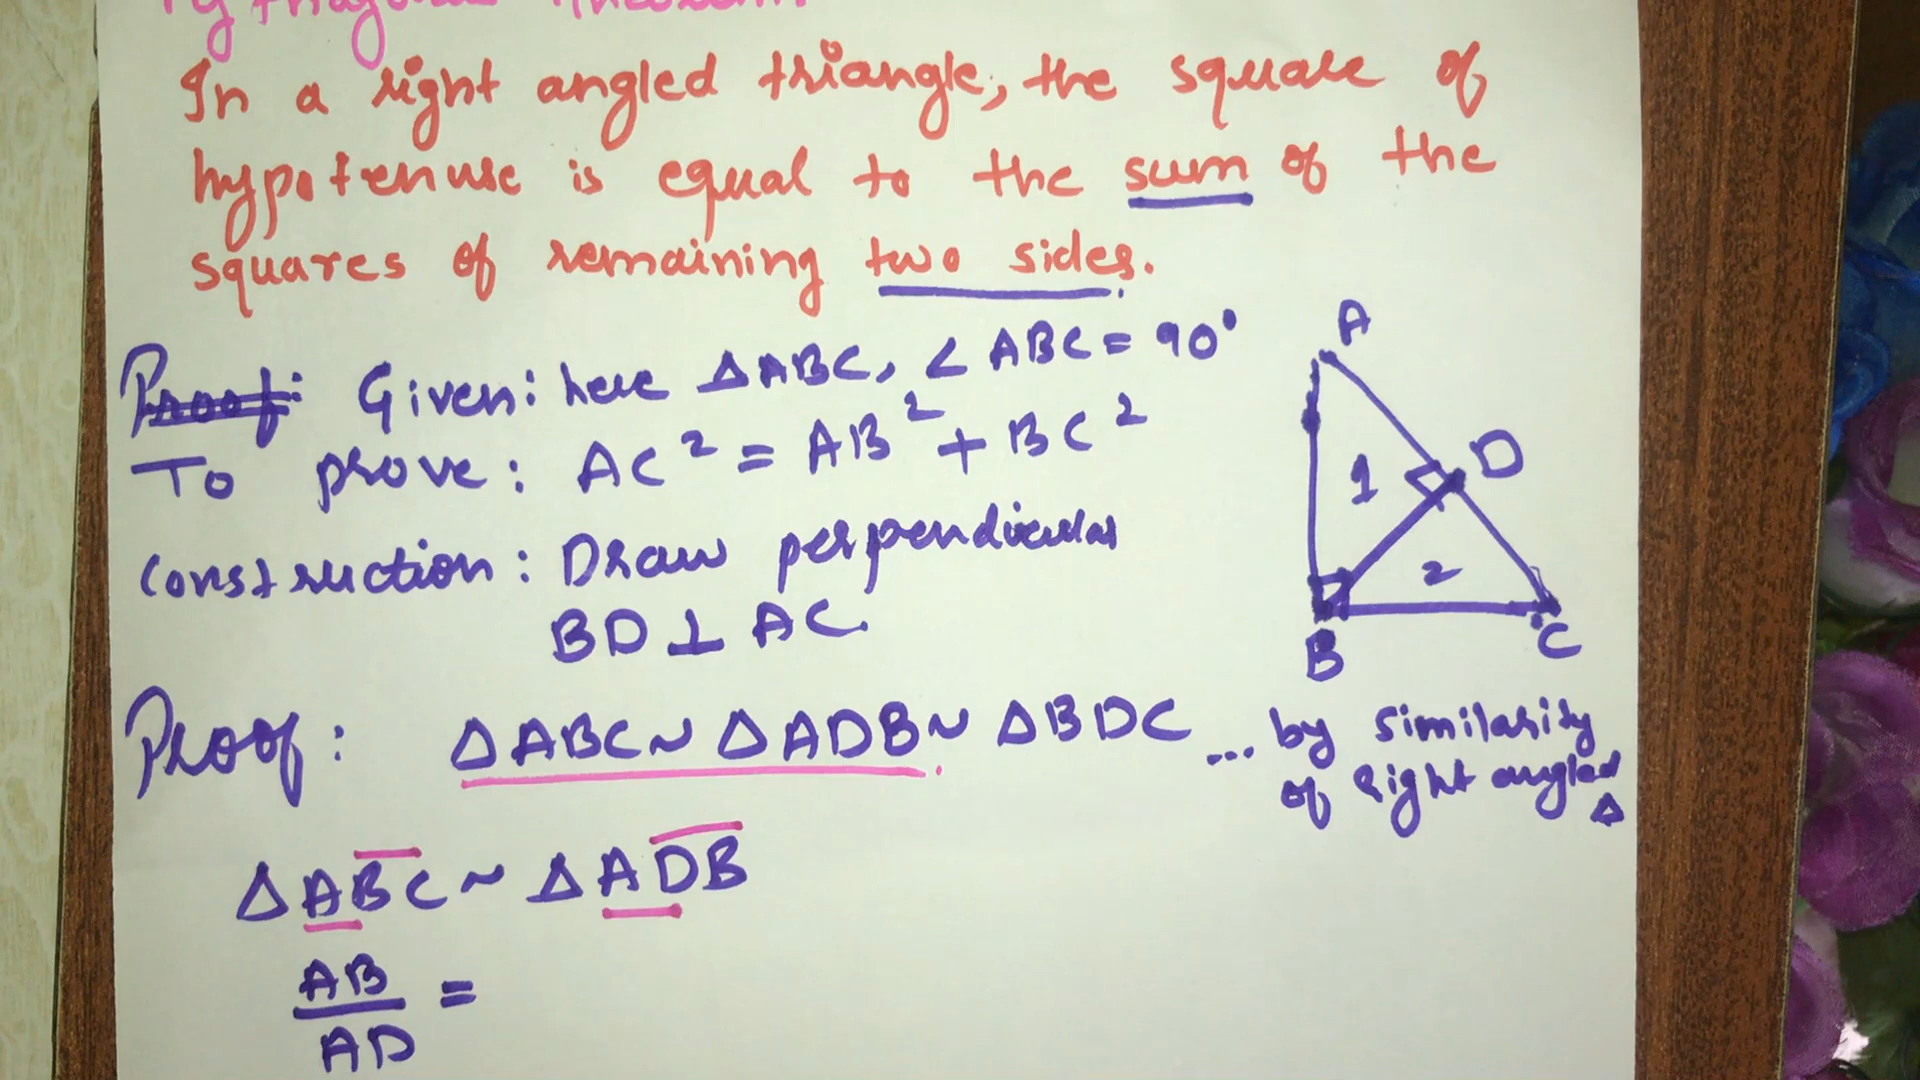 Pythagoras Theorem.
In a right angled triangle, the square of
hypotenuse is equal to the sum of the
squares of remaining two sides.
Proof: Given: here ΔABC, ∠ABC = 90°
To prove: AC² = AB² + BC²
construction: Draw perpendicular
BD ⊥ AC
A
D
1
2
B
C
Proof: ΔABC ~ ΔADB ~ ΔBDC ... by similarity
of right angled
Δ
ΔABC ~ ΔADB
AB
=
AD